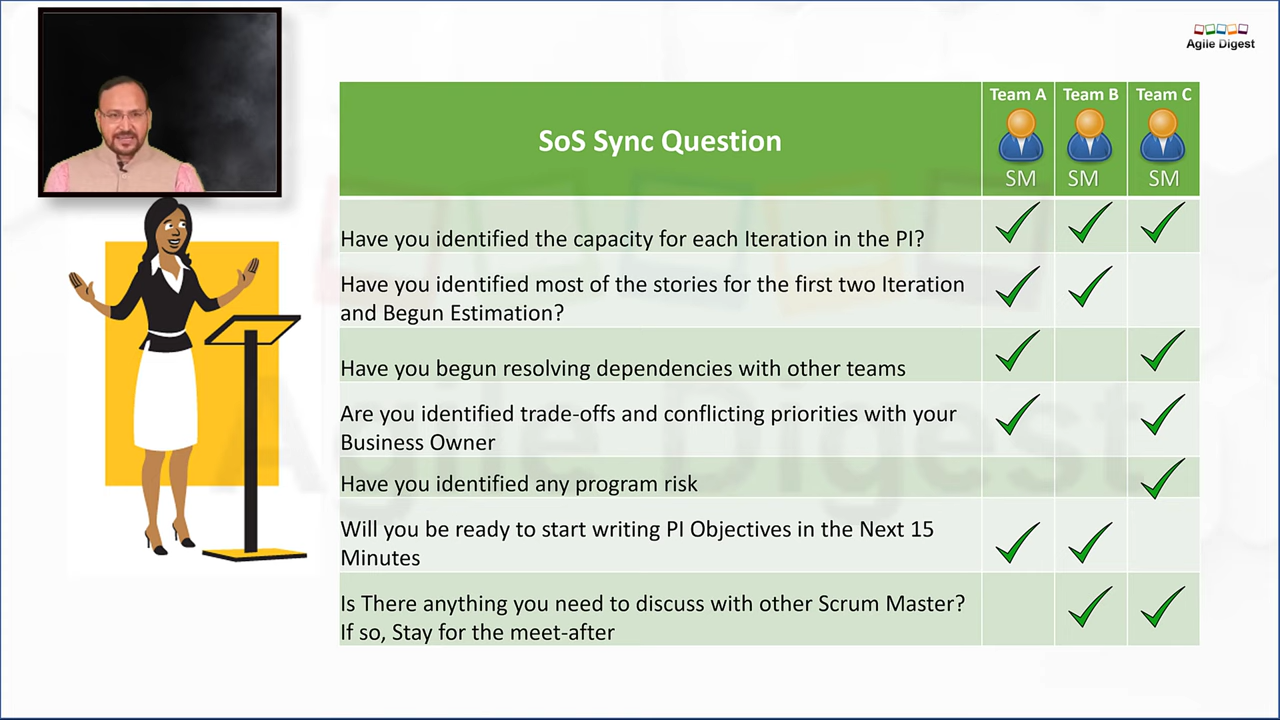 Agile Digest
SoS Sync Question
Team A
Team B
Team C
SM
SM
SM
Have you identified the capacity for each Iteration in the PI?
Have you identified most of the stories for the first two Iteration
and Begun Estimation?
Have you begun resolving dependencies with other teams
Are you identified trade-offs and conflicting priorities with your
Business Owner
Have you identified any program risk
Will you be ready to start writing PI Objectives in the Next 15
Minutes
Is There anything you need to discuss with other Scrum Master?
If so, Stay for the meet-after
Agile Digest